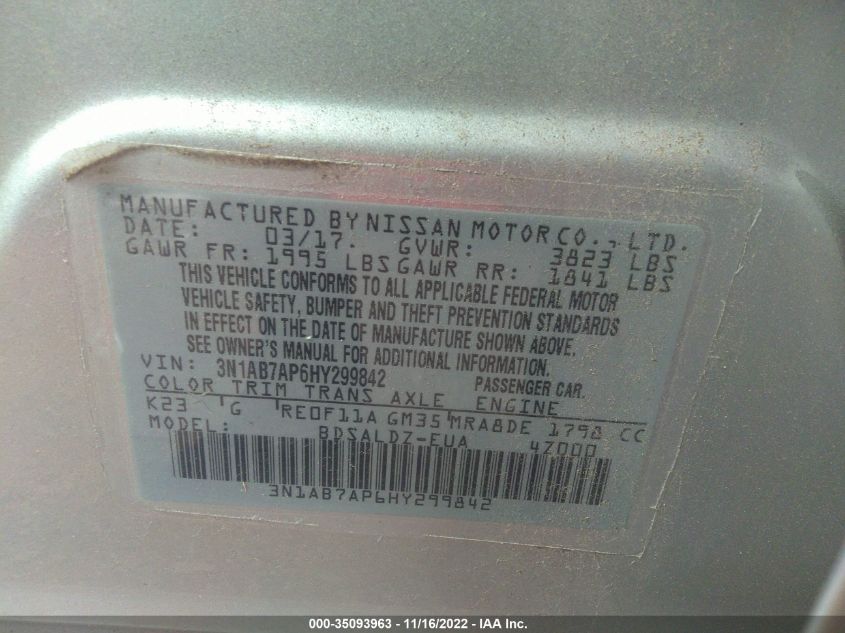 MANUFACTURED BY NISSAN MOTOR CO., LTD.
DATE: 03/17. GVWR: 3823 LBS
GAWR FR: 1995 LBS GAWR RR: 1841 LBS
THIS VEHICLE CONFORMS TO ALL APPLICABLE FEDERAL MOTOR
VEHICLE SAFETY, BUMPER AND THEFT PREVENTION STANDARDS
IN EFFECT ON THE DATE OF MANUFACTURE SHOWN ABOVE.
SEE OWNER'S MANUAL FOR ADDITIONAL INFORMATION.
VIN: 3N1AB7AP6HY299842 PASSENGER CAR.
COLOR TRIM TRANS AXLE ENGINE
K23 G RE0F11A GM35 MRA8DE 1798 CC
MODEL: BDSALDZ-EUA 4Z000
3N1AB7AP6HY299842
000-35093963 - 11/16/2022 - IAA Inc.